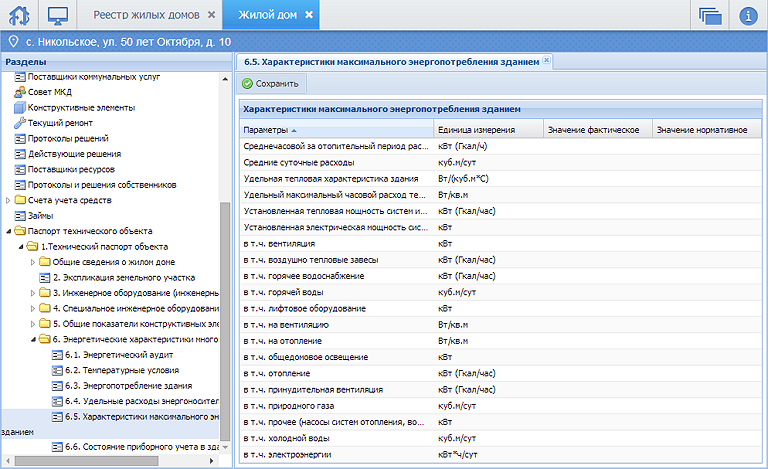 Реестр жилых домов
Жилой дом
с. Никольское, ул. 50 лет Октября, д. 10
Разделы
Поставщики коммунальных услуг
Совет МКД
Конструктивные элементы
Текущий ремонт
Протоколы решений
Действующие решения
Поставщики ресурсов
Протоколы и решения собственников
Счета учета средств
Займы
Паспорт технического объекта
1.Технический паспорт объекта
Общие сведения о жилом доме
2. Экспликация земельного участка
3. Инженерное оборудование (инженерны
4. Специальное инженерное оборудовани
5. Общие показатели конструктивных эле
6. Энергетические характеристики много
6.1. Энергетический аудит
6.2. Температурные условия
6.3. Энергопотребление здания
6.4. Удельные расходы энергоносител
6.5. Характеристики максимального эн
зданием
6.6. Состояние приборного учета в зда
6.5. Характеристики максимального энергопотребления зданием
Сохранить
Характеристики максимального энергопотребления зданием
Параметры Единица измерения Значение фактическое Значение нормативное
Среднечасовой за отопительный период рас... кВт (Гкал/ч)
Средние суточные расходы куб.м/сут
Удельная тепловая характеристика здания Вт/(куб.м*С)
Удельный максимальный часовой расход те... Вт/кв.м
Установленная тепловая мощность систем и... кВт (Гкал/час)
Установленная электрическая мощность сис... кВт
в т.ч. вентиляция кВт
в т.ч. воздушно тепловые завесы кВт (Гкал/час)
в т.ч. горячее водоснабжение кВт (Гкал/час)
в т.ч. горячей воды куб.м/сут
в т.ч. лифтовое оборудование кВт
в т.ч. на вентиляцию Вт/кв.м
в т.ч. на отопление Вт/кв.м
в т.ч. общедомовое освещение кВт
в т.ч. отопление кВт (Гкал/час)
в т.ч. принудительная вентиляция кВт (Гкал/час)
в т.ч. природного газа куб.м/сут
в т.ч. прочее (насосы систем отопления, во... кВт
в т.ч. холодной воды куб.м/сут
в т.ч. электроэнергии кВт*ч/сут